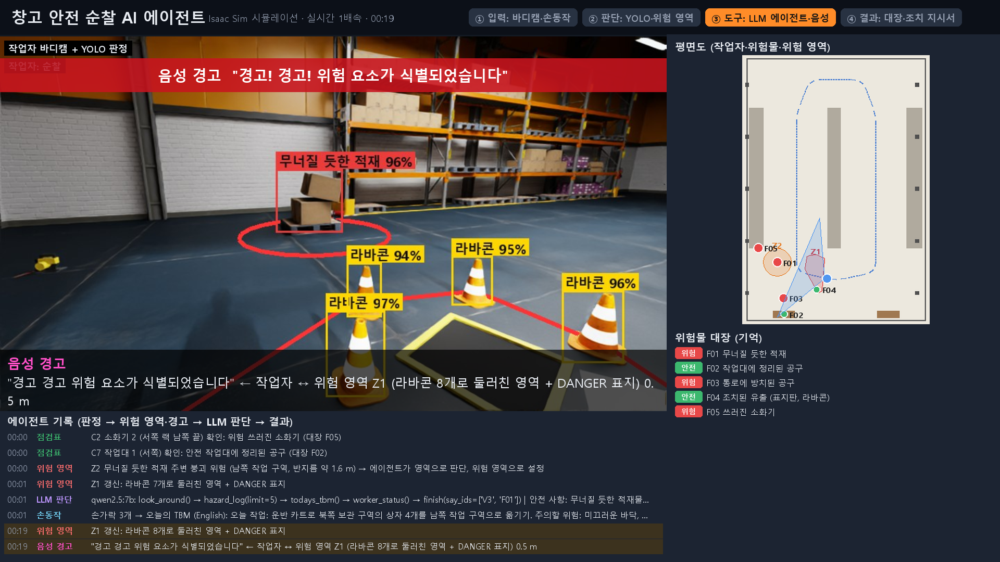 창고 안전 순찰 AI 에이전트 Isaac Sim 시뮬레이션 · 실시간 1배속 · 00:19
① 입력: 바디캠·손동작
② 판단: YOLO·위험 영역
③ 도구: LLM 에이전트·음성
④ 결과: 대장·조치 지시서
작업자 바디캠 + YOLO 판정
작업자: 순찰
음성 경고 "경고! 경고! 위험 요소가 식별되었습니다"
무너질 듯한 적재 96%
라바콘 94%
라바콘 95%
라바콘 96%
라바콘 97%
음성 경고
"경고 경고 위험 요소가 식별되었습니다" ← 작업자 ↔ 위험 영역 Z1 (라바콘 8개로 둘러친 영역 + DANGER 표지) 0.
5 m
평면도 (작업자·위험물·위험 영역)
Z2
F05
Z1
F01
F04
F03
F02
위험물 대장 (기억)
위험 F01 무너질 듯한 적재
안전 F02 작업대에 정리된 공구
위험 F03 통로에 방치된 공구
안전 F04 조치된 유출 (표지판, 라바콘)
위험 F05 쓰러진 소화기
에이전트 기록 (판정 → 위험 영역·경고 → LLM 판단 → 결과)
00:00 점검표 C2 소화기 2 (서쪽 랙 남쪽 끝) 확인: 위험 쓰러진 소화기 (대장 F05)
00:00 점검표 C7 작업대 1 (서쪽) 확인: 안전 작업대에 정리된 공구 (대장 F02)
00:00 위험 영역 Z2 무너질 듯한 적재 주변 붕괴 위험 (남쪽 작업 구역, 반지름 약 1.6 m) → 에이전트가 영역으로 판단, 위험 영역으로 설정
00:01 위험 영역 Z1 갱신: 라바콘 7개로 둘러친 영역 + DANGER 표지
00:01 LLM 판단 qwen2.5:7b: look_around() → hazard_log(limit=5) → todays_tbm() → worker_status() → finish(say_ids=['V3', 'F01']) | 안전 사항: 무너질 듯한 적재물...
00:01 손동작 손가락 3개 → 오늘의 TBM (English): 오늘 작업: 운반 카트로 북쪽 보관 구역의 상자 4개를 남쪽 작업 구역으로 옮기기. 주의할 위험: 미끄러운 바닥, ...
00:19 위험 영역 Z1 갱신: 라바콘 8개로 둘러친 영역 + DANGER 표지
00:19 음성 경고 "경고 경고 위험 요소가 식별되었습니다" ← 작업자 ↔ 위험 영역 Z1 (라바콘 8개로 둘러친 영역 + DANGER 표지) 0.5 m